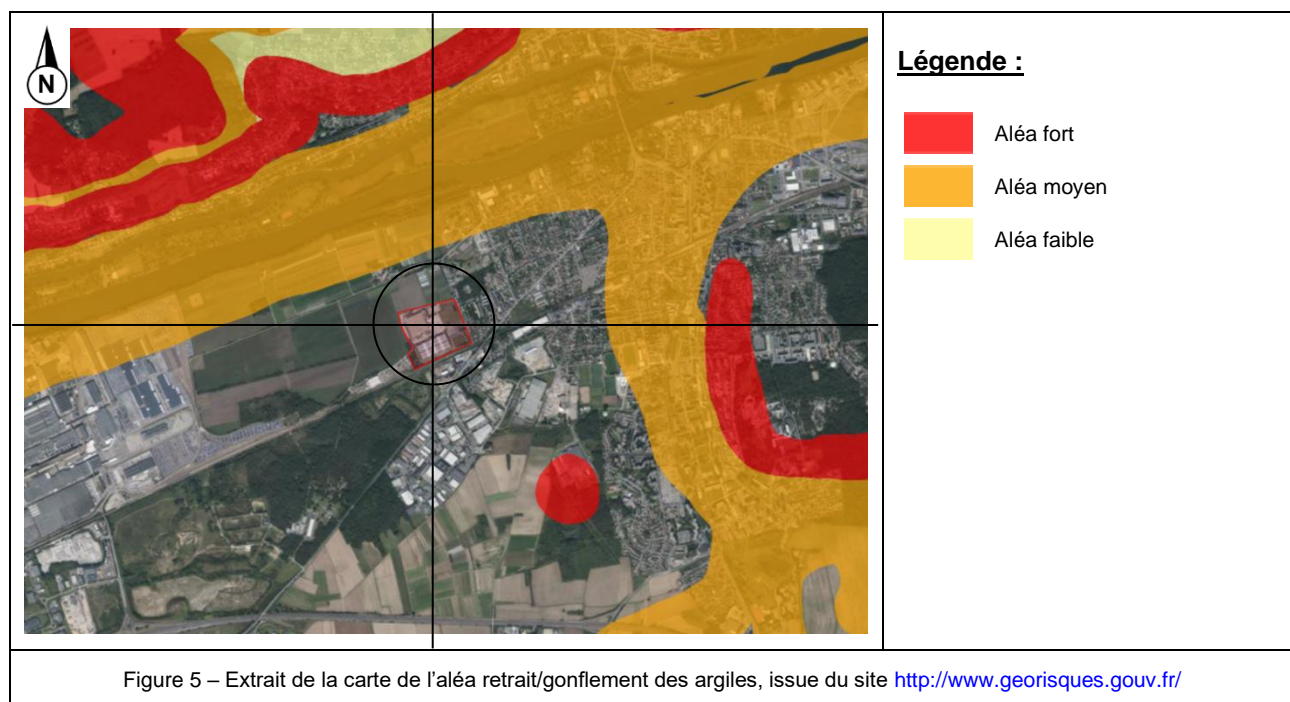 N
Légende :
Aléa fort
Aléa moyen
Aléa faible
Figure 5 – Extrait de la carte de l'aléa retrait/gonflement des argiles, issue du site http://www.georisques.gouv.fr/